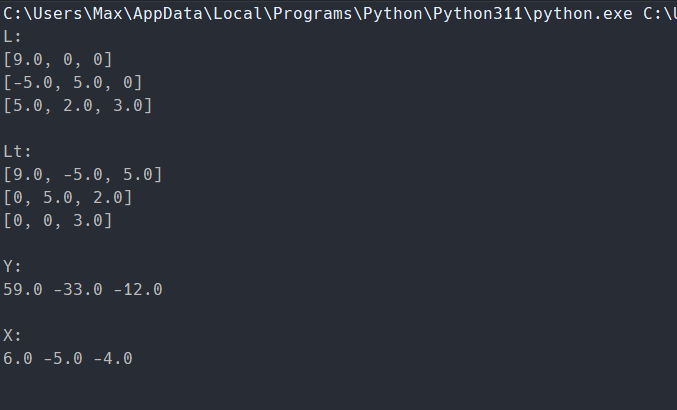 C:\Users\Max\AppData\Local\Programs\Python\Python311\python.exe C:\
L:
[9.0, 0, 0]
[-5.0, 5.0, 0]
[5.0, 2.0, 3.0]
Lt:
[9.0, -5.0, 5.0]
[0, 5.0, 2.0]
[0, 0, 3.0]
Y:
59.0 -33.0 -12.0
X:
6.0 -5.0 -4.0